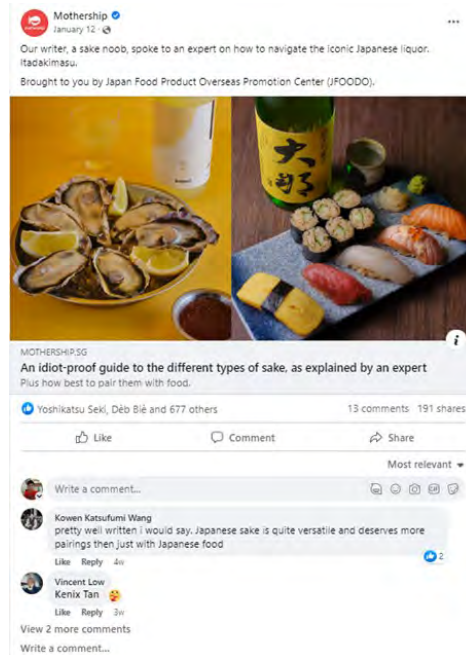 Mothership
January 12 ·
Our writer, a sake noob, spoke to an expert on how to navigate the iconic Japanese liquor.
Itadakimasu.
Brought to you by Japan Food Product Overseas Promotion Center (JFOODO).
大那
MOTHERSHIP.SG
An idiot-proof guide to the different types of sake, as explained by an expert
Plus how best to pair them with food.
Yoshikatsu Seki, Dèb Biè and 677 others 13 comments 191 shares
Like Comment Share
Most relevant
Write a comment...
Kowen Katsufumi Wang
pretty well written i would say. Japanese sake is quite versatile and deserves more
pairings then just with Japanese food
2
Like Reply 4w
Vincent Low
Kenix Tan
Like Reply 3w
View 2 more comments
Write a comment...